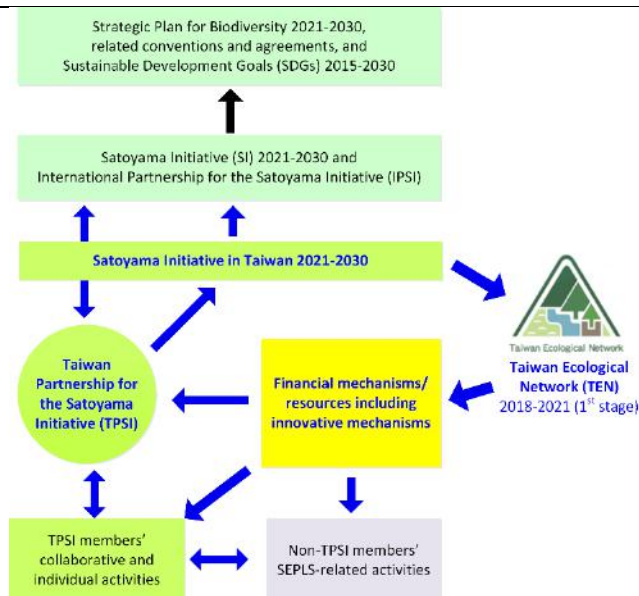 Strategic Plan for Biodiversity 2021-2030,
related conventions and agreements, and
Sustainable Development Goals (SDGs) 2015-2030
Satoyama Initiative (SI) 2021-2030 and
International Partnership for the Satoyama Initiative (IPSI)
Satoyama Initiative in Taiwan 2021-2030
Taiwan Ecological Network
Taiwan Ecological
Network (TEN)
2018-2021 (1st stage)
Taiwan
Partnership for
the Satoyama
Initiative (TPSI)
Financial mechanisms/
resources including
innovative mechanisms
TPSI members'
collaborative and
individual activities
Non-TPSI members'
SEPLS-related activities